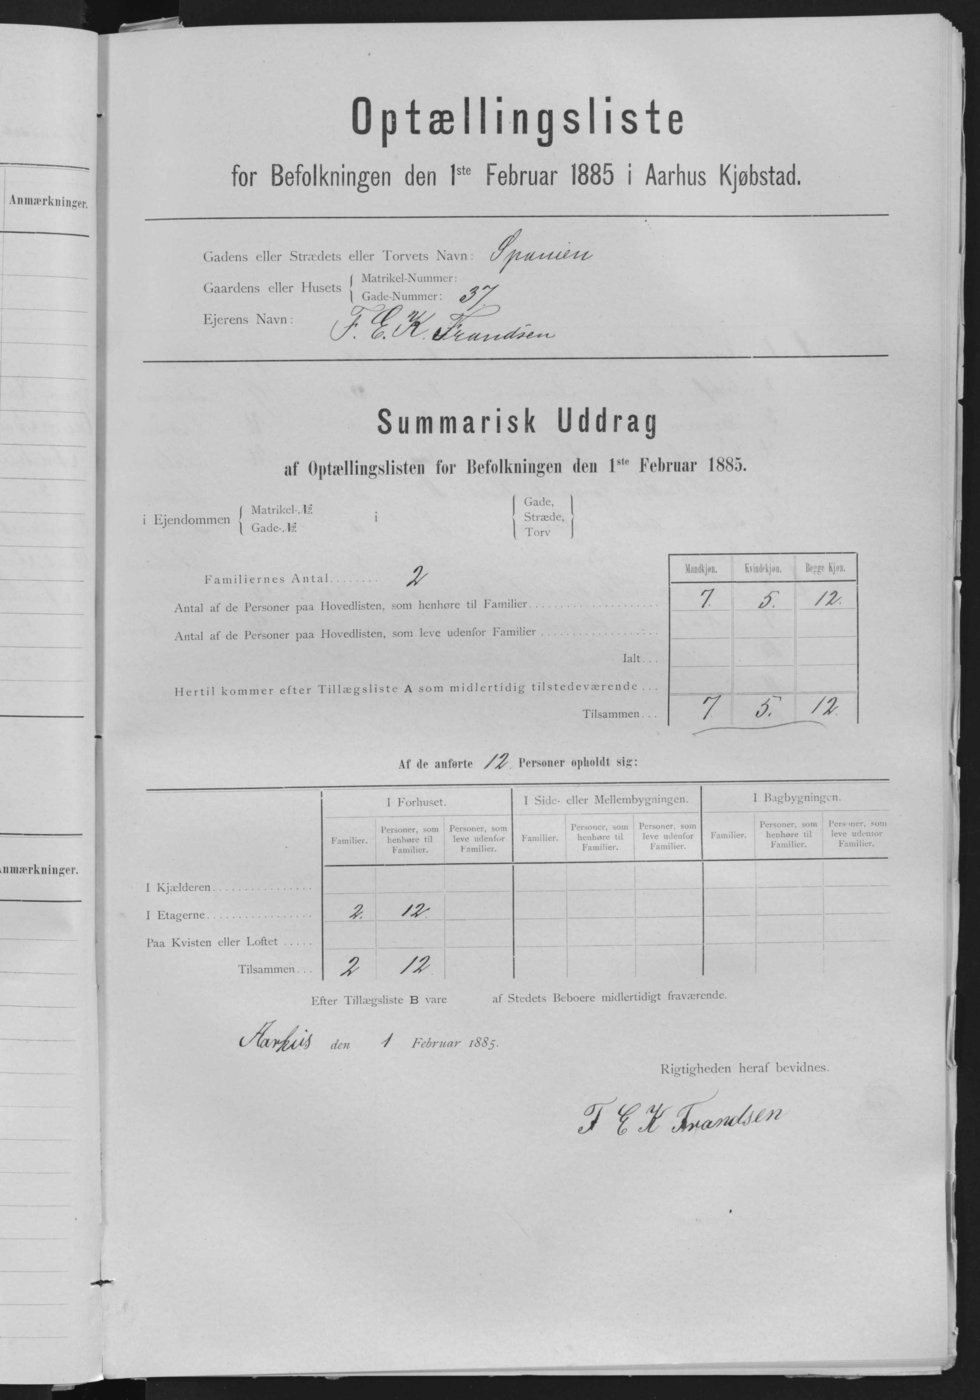 Anmærkninger.
Anmærkninger.
Optællingsliste
for Befolkningen den 1ste Februar 1885 i Aarhus Kjøbstad.
Gadens eller Strædets eller Torvets Navn: Spanien
Gaardens eller Husets { Matrikel-Nummer:
Gade-Nummer: 37
Ejerens Navn: F. E. K. Frandsen
Summarisk Uddrag
af Optællingslisten for Befolkningen den 1ste Februar 1885.
i Ejendommen { Matrikel-№ i { Gade, }
Gade-№ Stræde,
Torv
Mandkjøn. Kvindekjøn. Begge Kjøn.
Familiernes Antal........ 2
Antal af de Personer paa Hovedlisten, som henhøre til Familier.................... 7. 5. 12.
Antal af de Personer paa Hovedlisten, som leve udenfor Familier..................
Ialt...
Hertil kommer efter Tillægsliste A som midlertidig tilstedeværende...
Tilsammen... 7 5. 12.
Af de anførte 12. Personer opholdt sig:
I Forhuset. I Side- eller Mellembygningen. I Bagbygningen.
Familier. Personer, som henhøre til Familier. Personer, som leve udenfor Familier. Familier. Personer, som henhøre til Familier. Personer, som leve udenfor Familier. Familier. Personer, som henhøre til Familier. Personer, som leve udenfor Familier.
I Kjælderen...............
I Etagerne................ 2. 12.
Paa Kvisten eller Loftet .....
Tilsammen... 2 12
Efter Tillægsliste B vare af Stedets Beboere midlertidigt fraværende.
Aarhus den 1 Februar 1885.
Rigtigheden heraf bevidnes.
F E K Frandsen